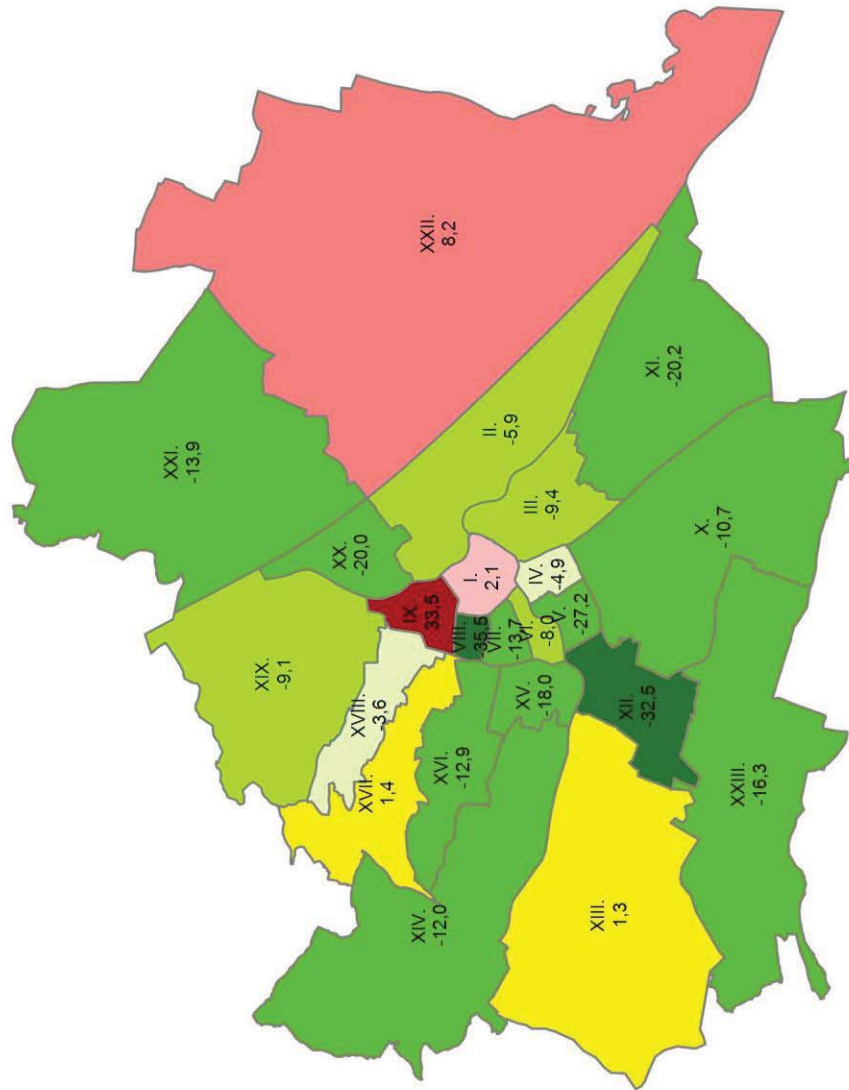 XXI.
-13,9
XIX.
-9,1
XX.
-20,0
XXII.
8,2
XVIII.
-3,6
IX.
33,5
XVII.
1,4
II.
-5,9
I.
2,1
VIII.
-35,5
XVI.
-12,9
VII.
-13,7
III.
-9,4
XIV.
-12,0
XV.
-18,0
VI.
-8,0
IV.
-4,9
V.
-27,2
XI.
-20,2
XIII.
1,3
XII.
-32,5
X.
-10,7
XXIII.
-16,3